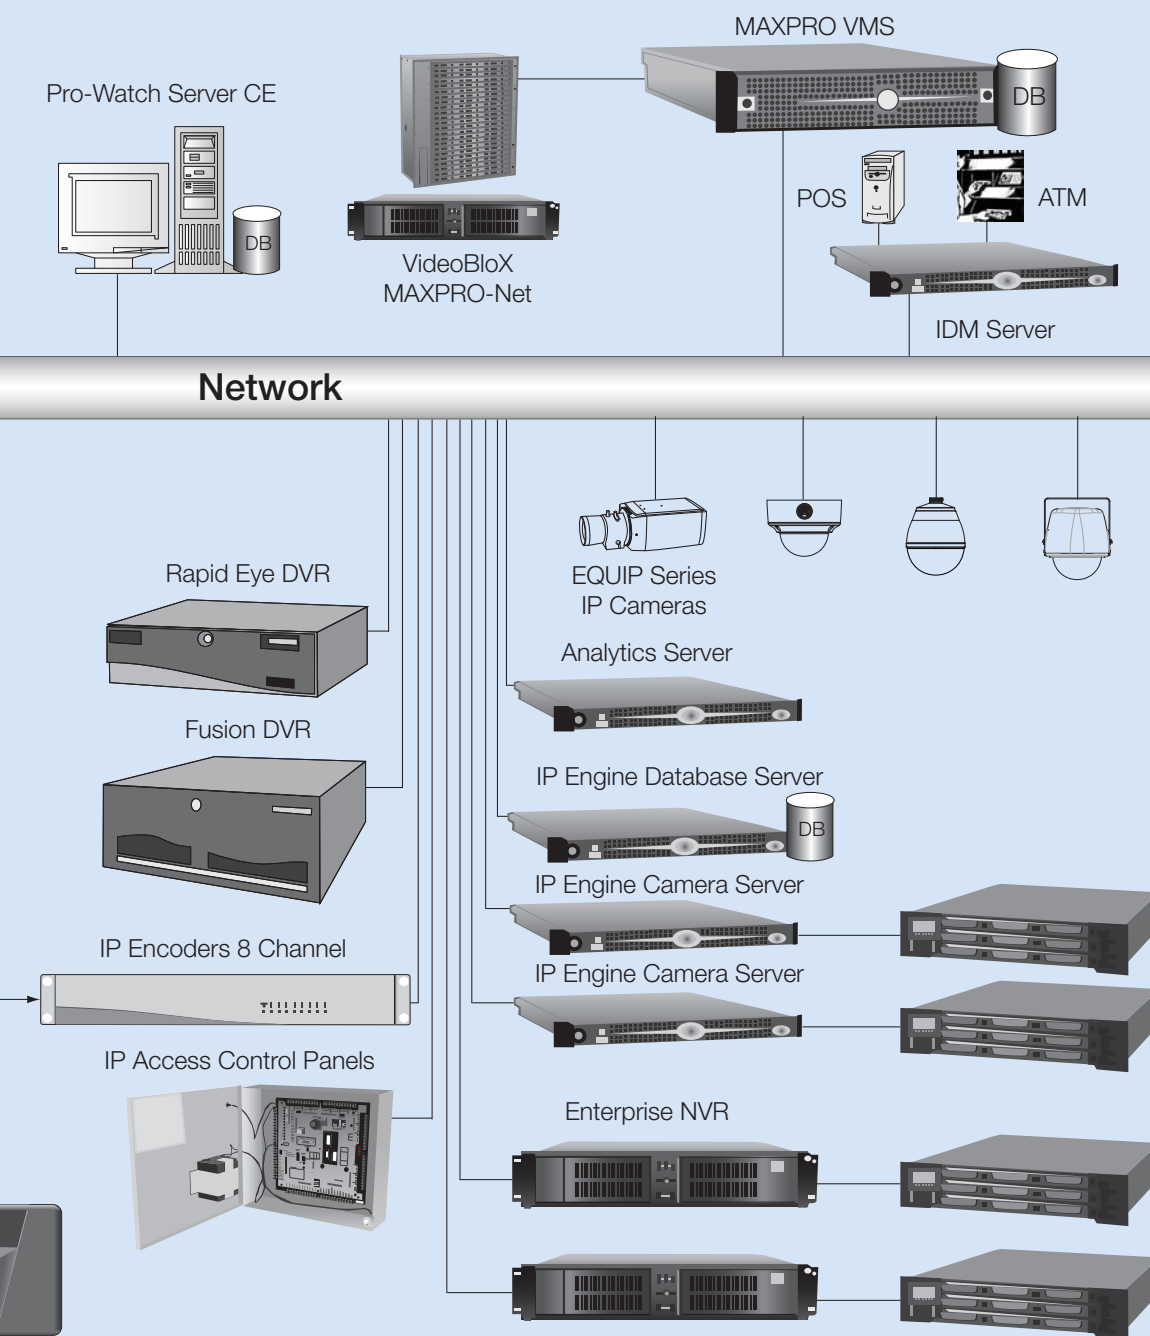 MAXPRO VMS
Pro-Watch Server CE
DB
POS
ATM
DB
VideoBloX
MAXPRO-Net
IDM Server
Network
EQUIP Series
IP Cameras
Rapid Eye DVR
Analytics Server
Fusion DVR
IP Engine Database Server
DB
IP Engine Camera Server
IP Encoders 8 Channel
IP Engine Camera Server
IP Access Control Panels
Enterprise NVR